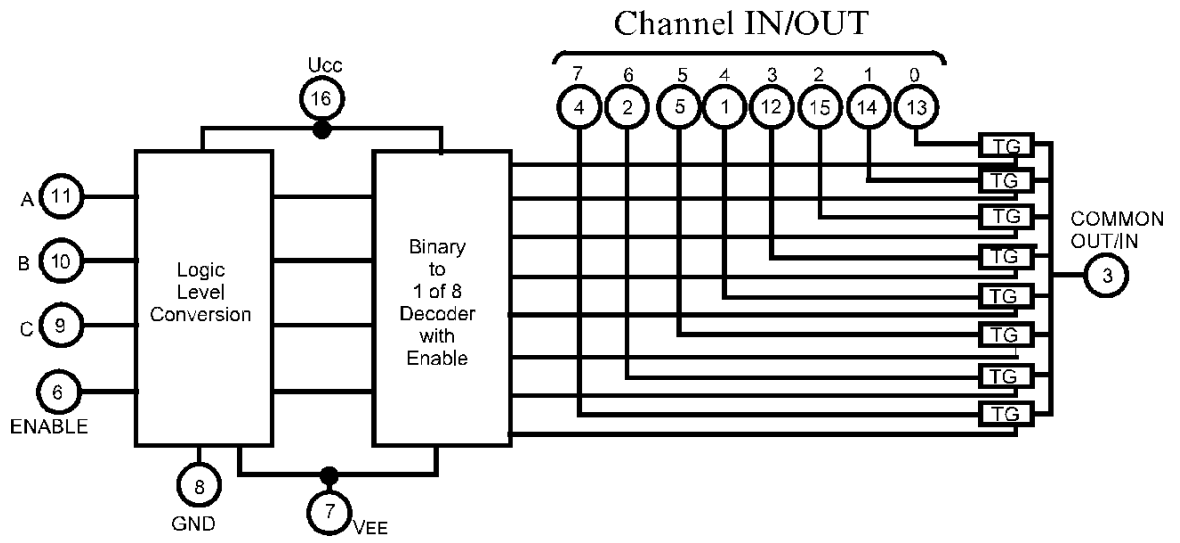 Channel IN/OUT
Ucc
7 6 5 4 3 2 1 0
16
4 2 5 1 12 15 14 13
TG
TG
A 11
TG
COMMON
OUT/IN
B 10
Binary
to
1 of 8
Decoder
with
Enable
Logic
Level
Conversion
TG
3
TG
C 9
TG
TG
6
ENABLE
TG
8
GND
7
VEE